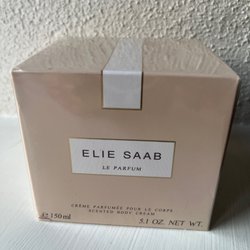 ELIE SAAB
LE PARFUM
CRÈME PARFUMÉE POUR LE CORPS
SCENTED BODY CREAM
℮ 150 ml 5.1 OZ. NET WT.